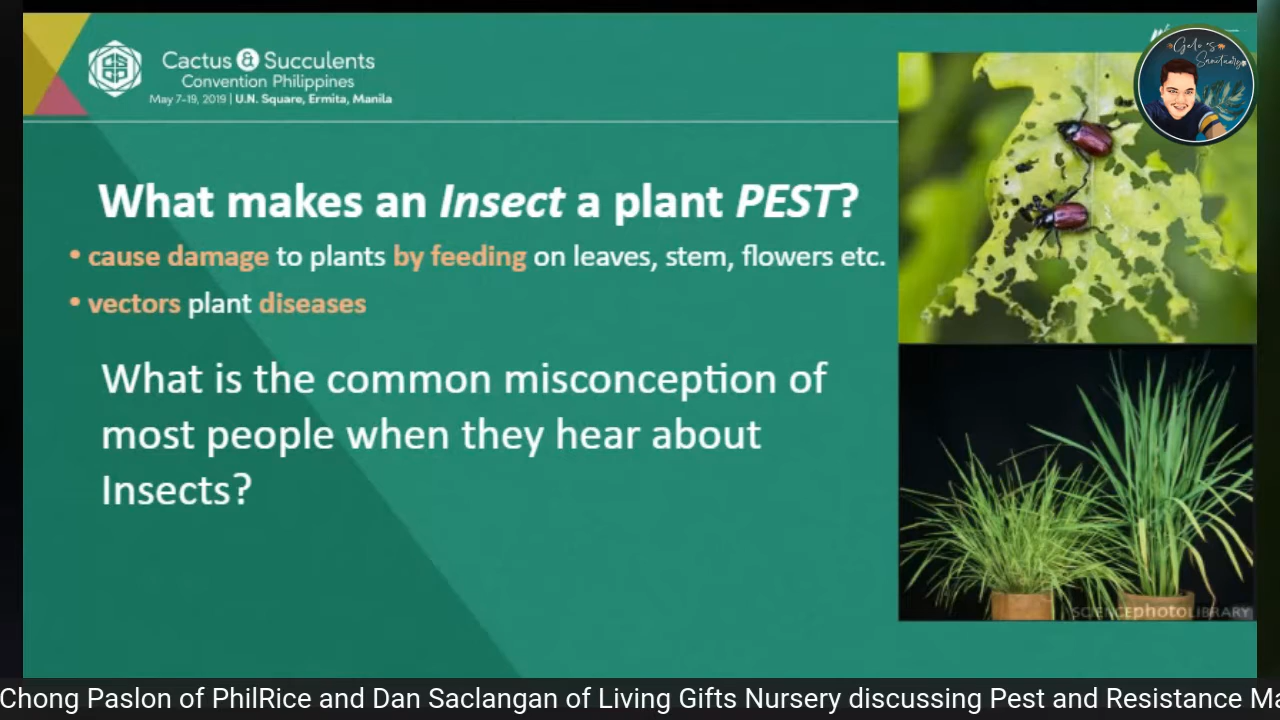 Cactus & Succulents
Convention Philippines
May 7-19, 2019 | U.N. Square, Ermita, Manila
Gelo's
Sanctuary
What makes an Insect a plant PEST?
• cause damage to plants by feeding on leaves, stem, flowers etc.
• vectors plant diseases
What is the common misconception of
most people when they hear about
Insects?
SCIENCEphotoLIBRARY
Chong Paslon of PhilRice and Dan Saclangan of Living Gifts Nursery discussing Pest and Resistance Ma